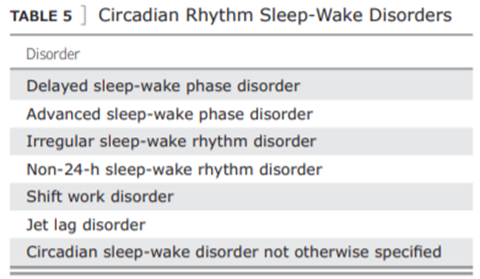 TABLE 5 ] Circadian Rhythm Sleep-Wake Disorders
Disorder
Delayed sleep-wake phase disorder
Advanced sleep-wake phase disorder
Irregular sleep-wake rhythm disorder
Non-24-h sleep-wake rhythm disorder
Shift work disorder
Jet lag disorder
Circadian sleep-wake disorder not otherwise specified